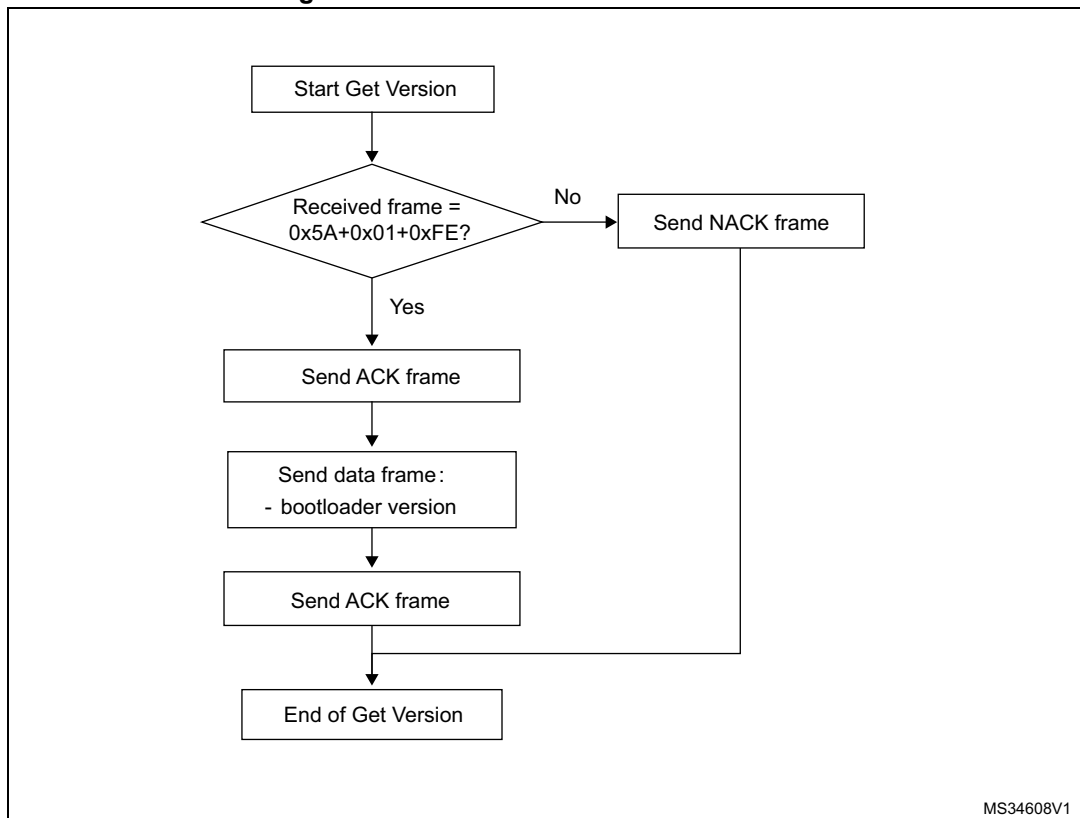 Start Get Version
Received frame =
0x5A+0x01+0xFE?
No
Send NACK frame
Yes
Send ACK frame
Send data frame:
- bootloader version
Send ACK frame
End of Get Version
MS34608V1